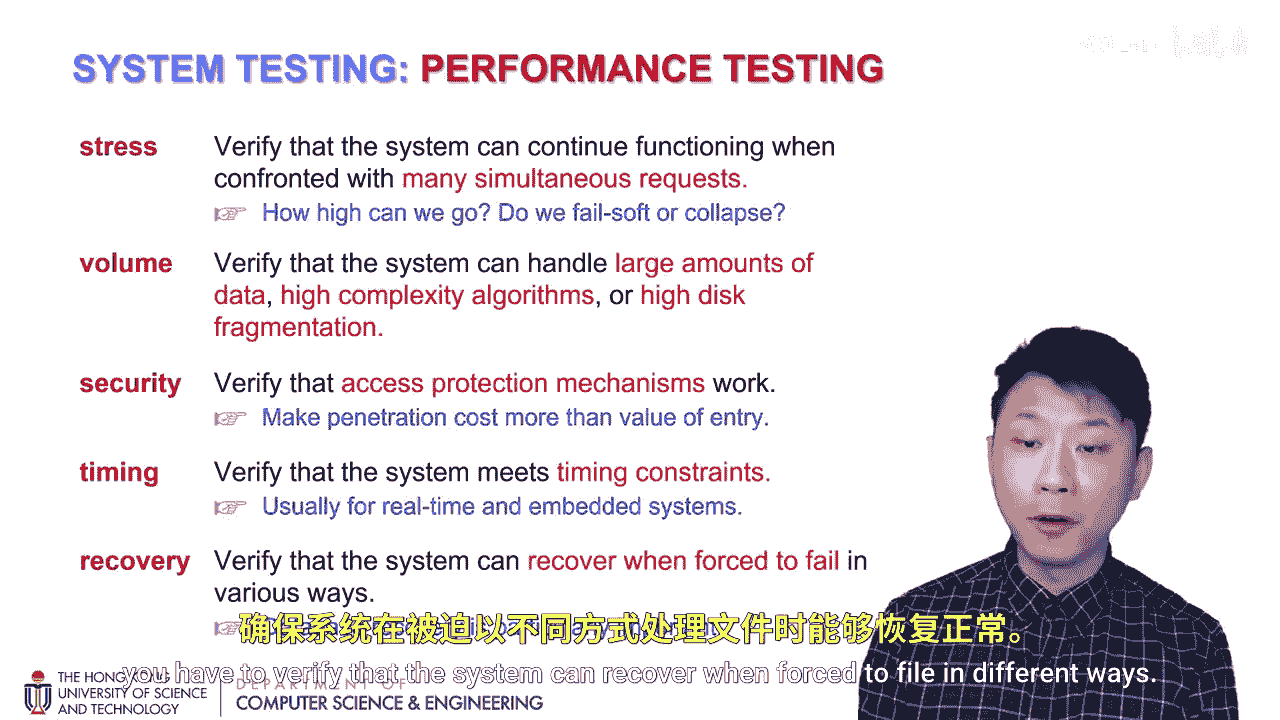 SYSTEM TESTING: PERFORMANCE TESTING
stress Verify that the system can continue functioning when
confronted with many simultaneous requests.
☞ How high can we go? Do we fail-soft or collapse?
volume Verify that the system can handle large amounts of
data, high complexity algorithms, or high disk
fragmentation.
security Verify that access protection mechanisms work.
☞ Make penetration cost more than value of entry.
timing Verify that the system meets timing constraints.
☞ Usually for real-time and embedded systems.
recovery Verify that the system can recover when forced to fail in
various ways.
确保系统在被迫以不同方式处理文件时能够恢复正常。
you have to verify that the system can recover when forced to file in different ways.
THE HONG KONG
UNIVERSITY OF SCIENCE
AND TECHNOLOGY
DEPARTMENT OF
COMPUTER SCIENCE & ENGINEERING